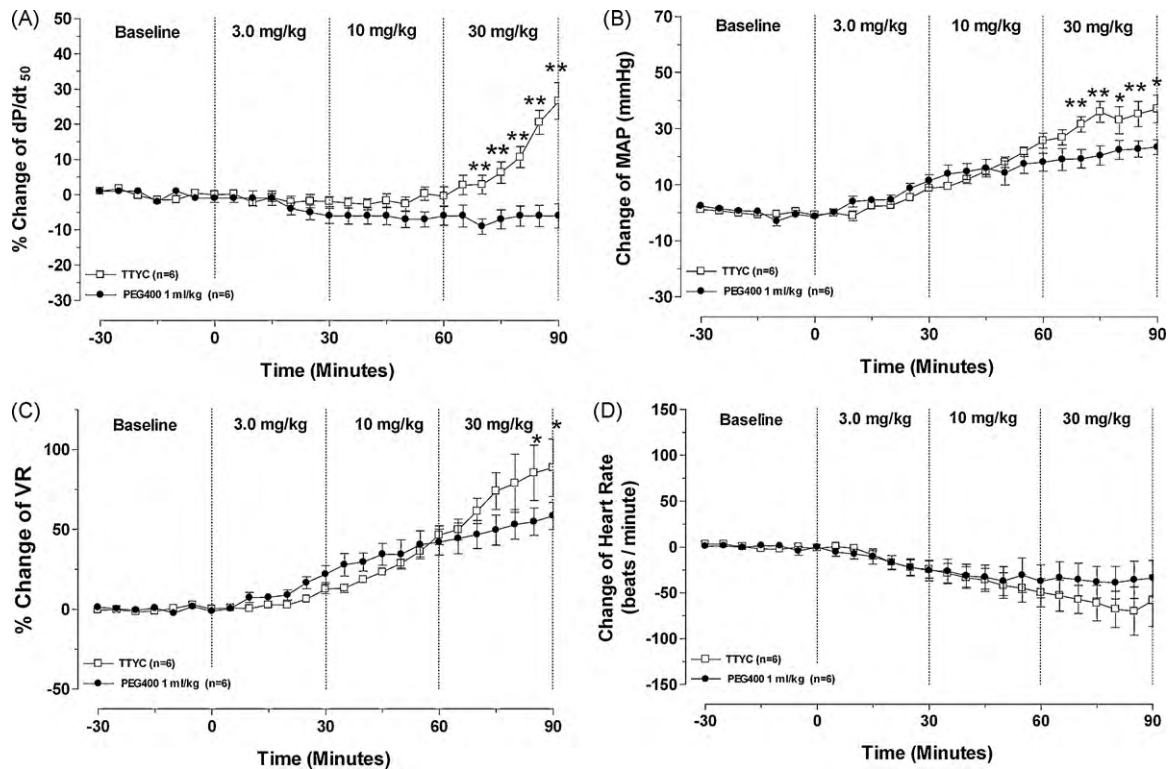 (A)
% Change of dP/dt 50
50
40
30
20
10
0
-10
-20
-30
Baseline
3.0 mg/kg
10 mg/kg
30 mg/kg
** ** ** ** **
TTYC (n=6)
PEG400 1 ml/kg (n=6)
-30 0 30 60 90
Time (Minutes)
(B)
Change of MAP (mmHg)
70
50
30
10
-10
-30
Baseline
3.0 mg/kg
10 mg/kg
30 mg/kg
** ** * ** *
TTYC (n=6)
PEG400 1 ml/kg (n=6)
-30 0 30 60 90
Time (Minutes)
(C)
% Change of VR
100
50
0
-50
Baseline
3.0 mg/kg
10 mg/kg
30 mg/kg
* *
TTYC (n=6)
PEG400 1 ml/kg (n=6)
-30 0 30 60 90
Time (Minutes)
(D)
Change of Heart Rate
(beats / minute)
150
100
50
0
-50
-100
-150
Baseline
3.0 mg/kg
10 mg/kg
30 mg/kg
TTYC (n=6)
PEG400 1 ml/kg (n=6)
-30 0 30 60 90
Time (Minutes)